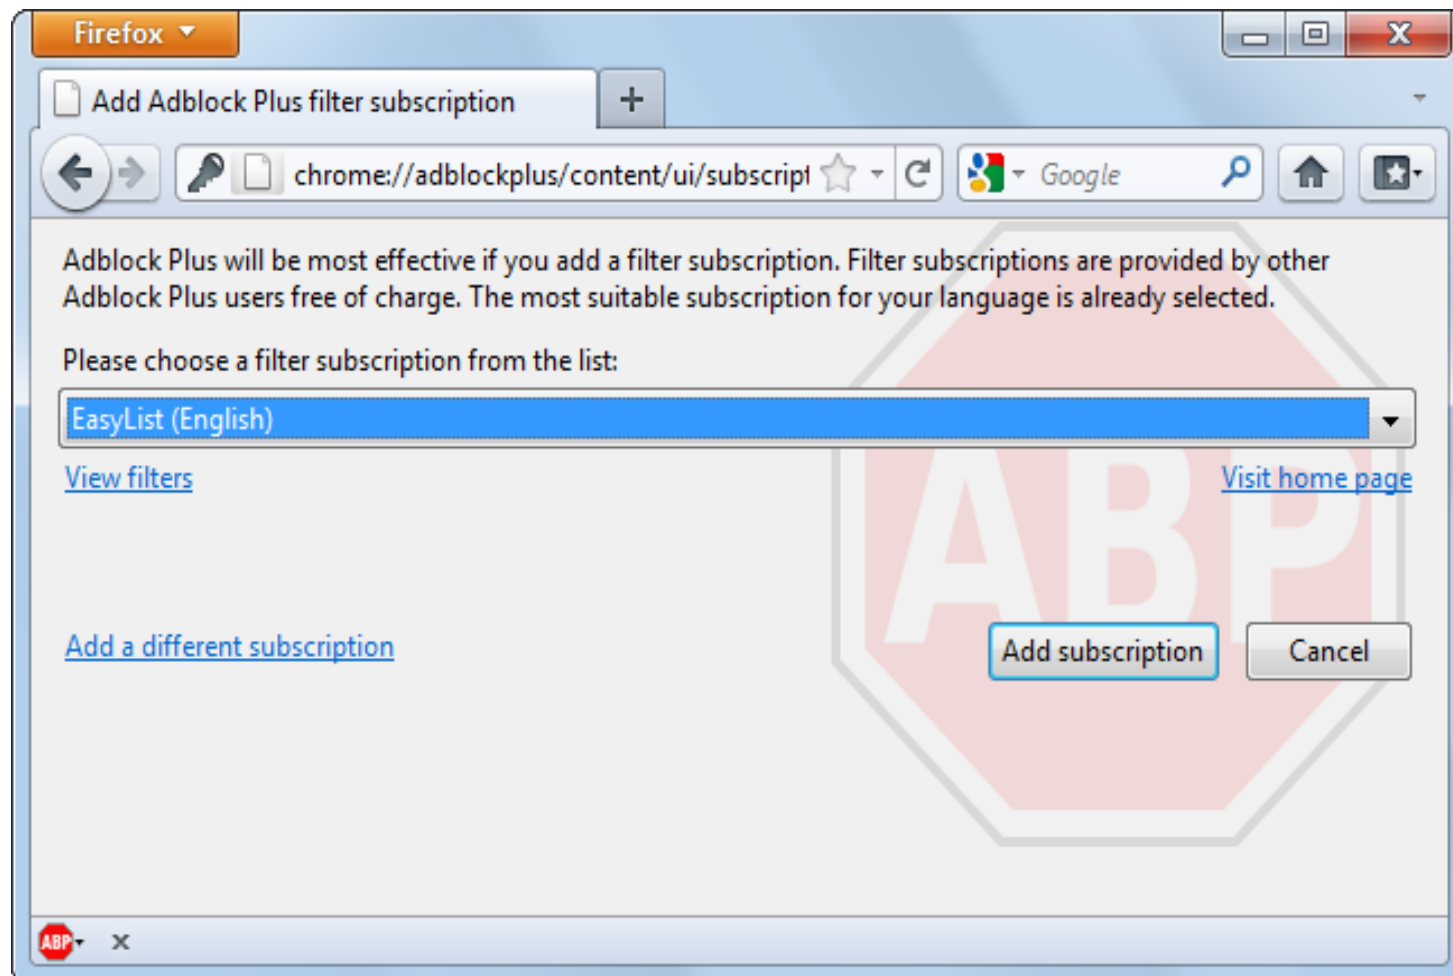 Firefox
Add Adblock Plus filter subscription
chrome://adblockplus/content/ui/subscript
Google
Adblock Plus will be most effective if you add a filter subscription. Filter subscriptions are provided by other
Adblock Plus users free of charge. The most suitable subscription for your language is already selected.
Please choose a filter subscription from the list:
EasyList (English)
View filters
Visit home page
ABP
Add a different subscription
Add subscription
Cancel
ABP